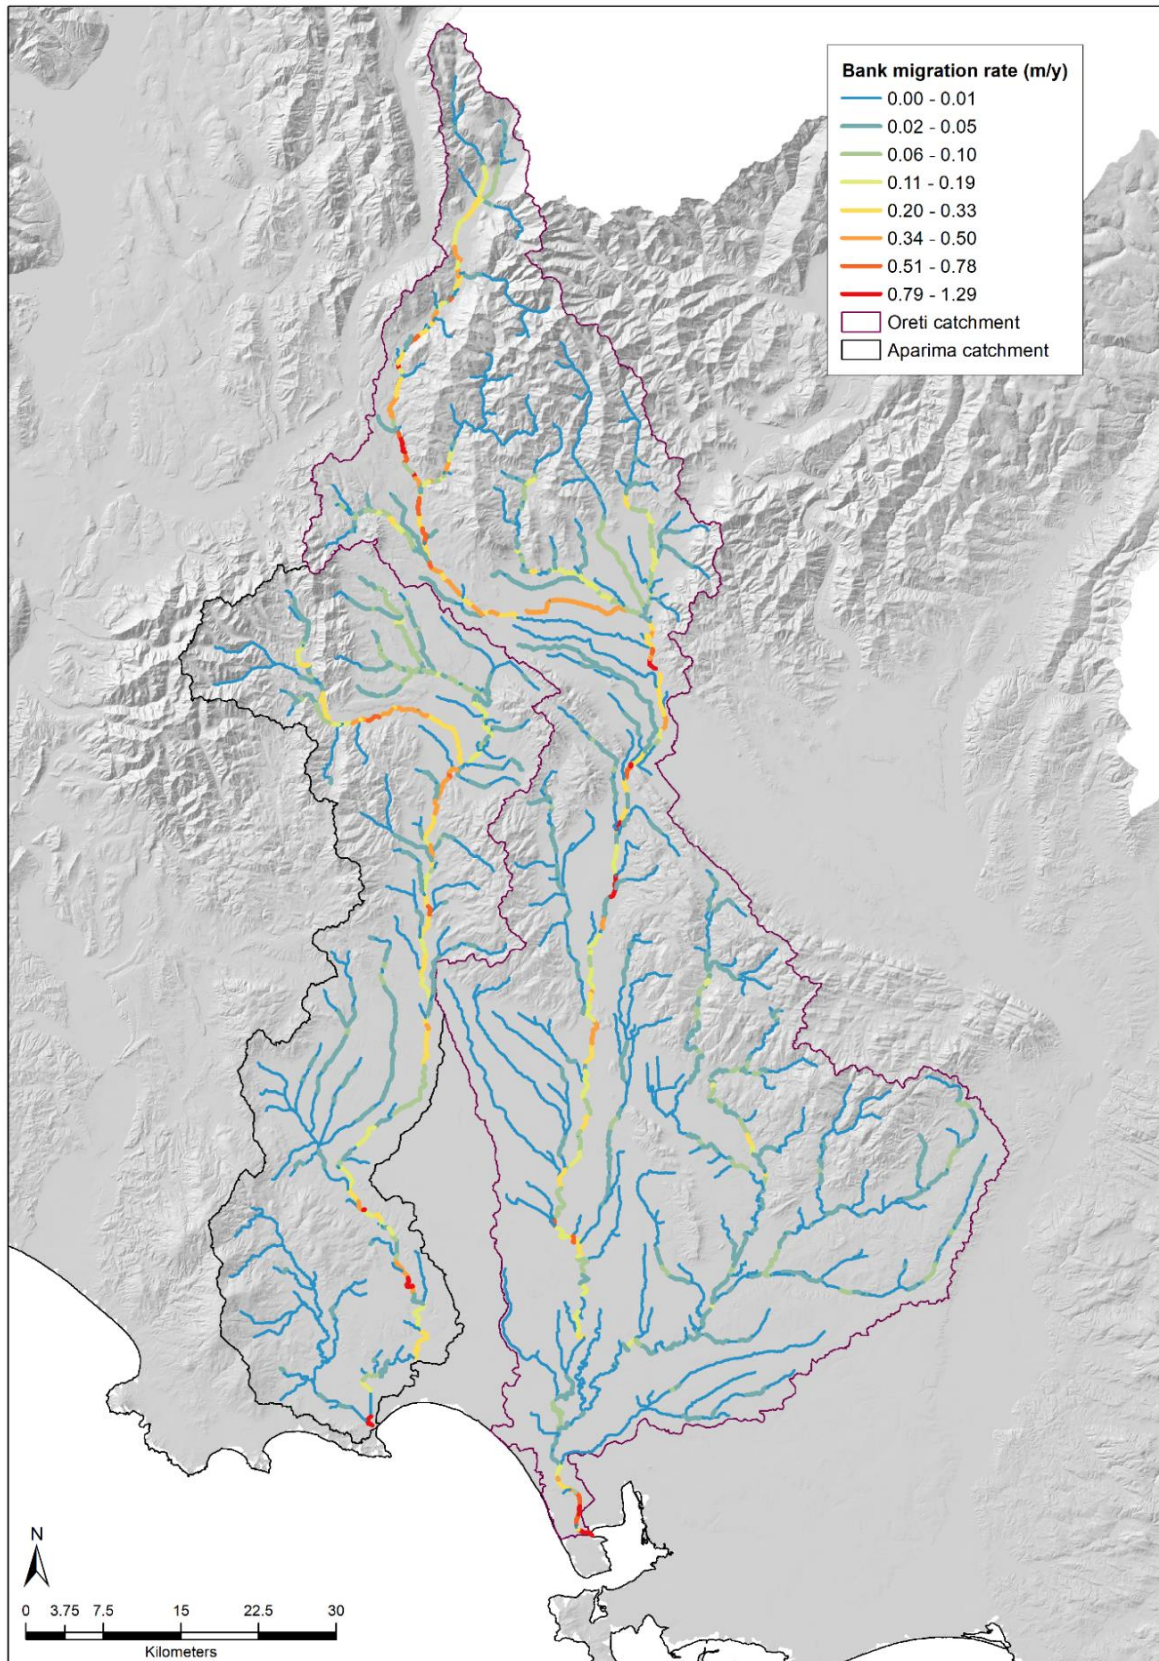 Bank migration rate (m/y)
0.00 - 0.01
0.02 - 0.05
0.06 - 0.10
0.11 - 0.19
0.20 - 0.33
0.34 - 0.50
0.51 - 0.78
0.79 - 1.29
Oreti catchment
Aparima catchment
N
0 3.75 7.5 15 22.5 30
Kilometers